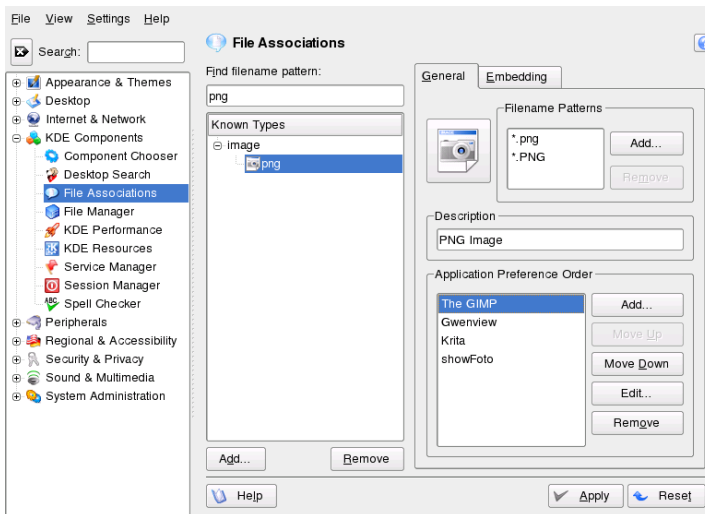 File View Settings Help
Search:
Appearance & Themes
Desktop
Internet & Network
KDE Components
Component Chooser
Desktop Search
File Associations
File Manager
KDE Performance
KDE Resources
Service Manager
Session Manager
Spell Checker
Peripherals
Regional & Accessibility
Security & Privacy
Sound & Multimedia
System Administration
File Associations
Find filename pattern:
png
Known Types
image
png
Add...
Remove
General
Embedding
Filename Patterns
*.png
*.PNG
Add...
Remove
Description
PNG Image
Application Preference Order
The GIMP
Gwenview
Krita
showFoto
Add...
Move Up
Move Down
Edit...
Remove
Help
Apply
Reset